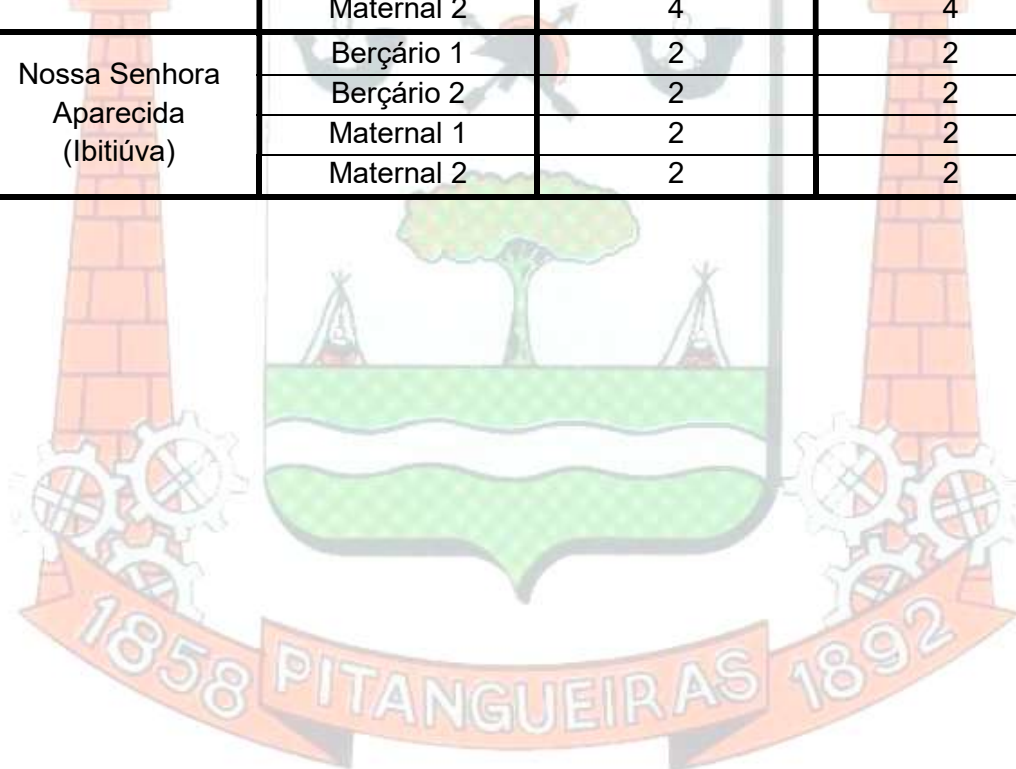 Maternal 2 4 4
Nossa Senhora Aparecida (Ibitiúva) Berçário 1 2 2
Berçário 2 2 2
Maternal 1 2 2
Maternal 2 2 2
1858 PITANGUEIRAS 1892